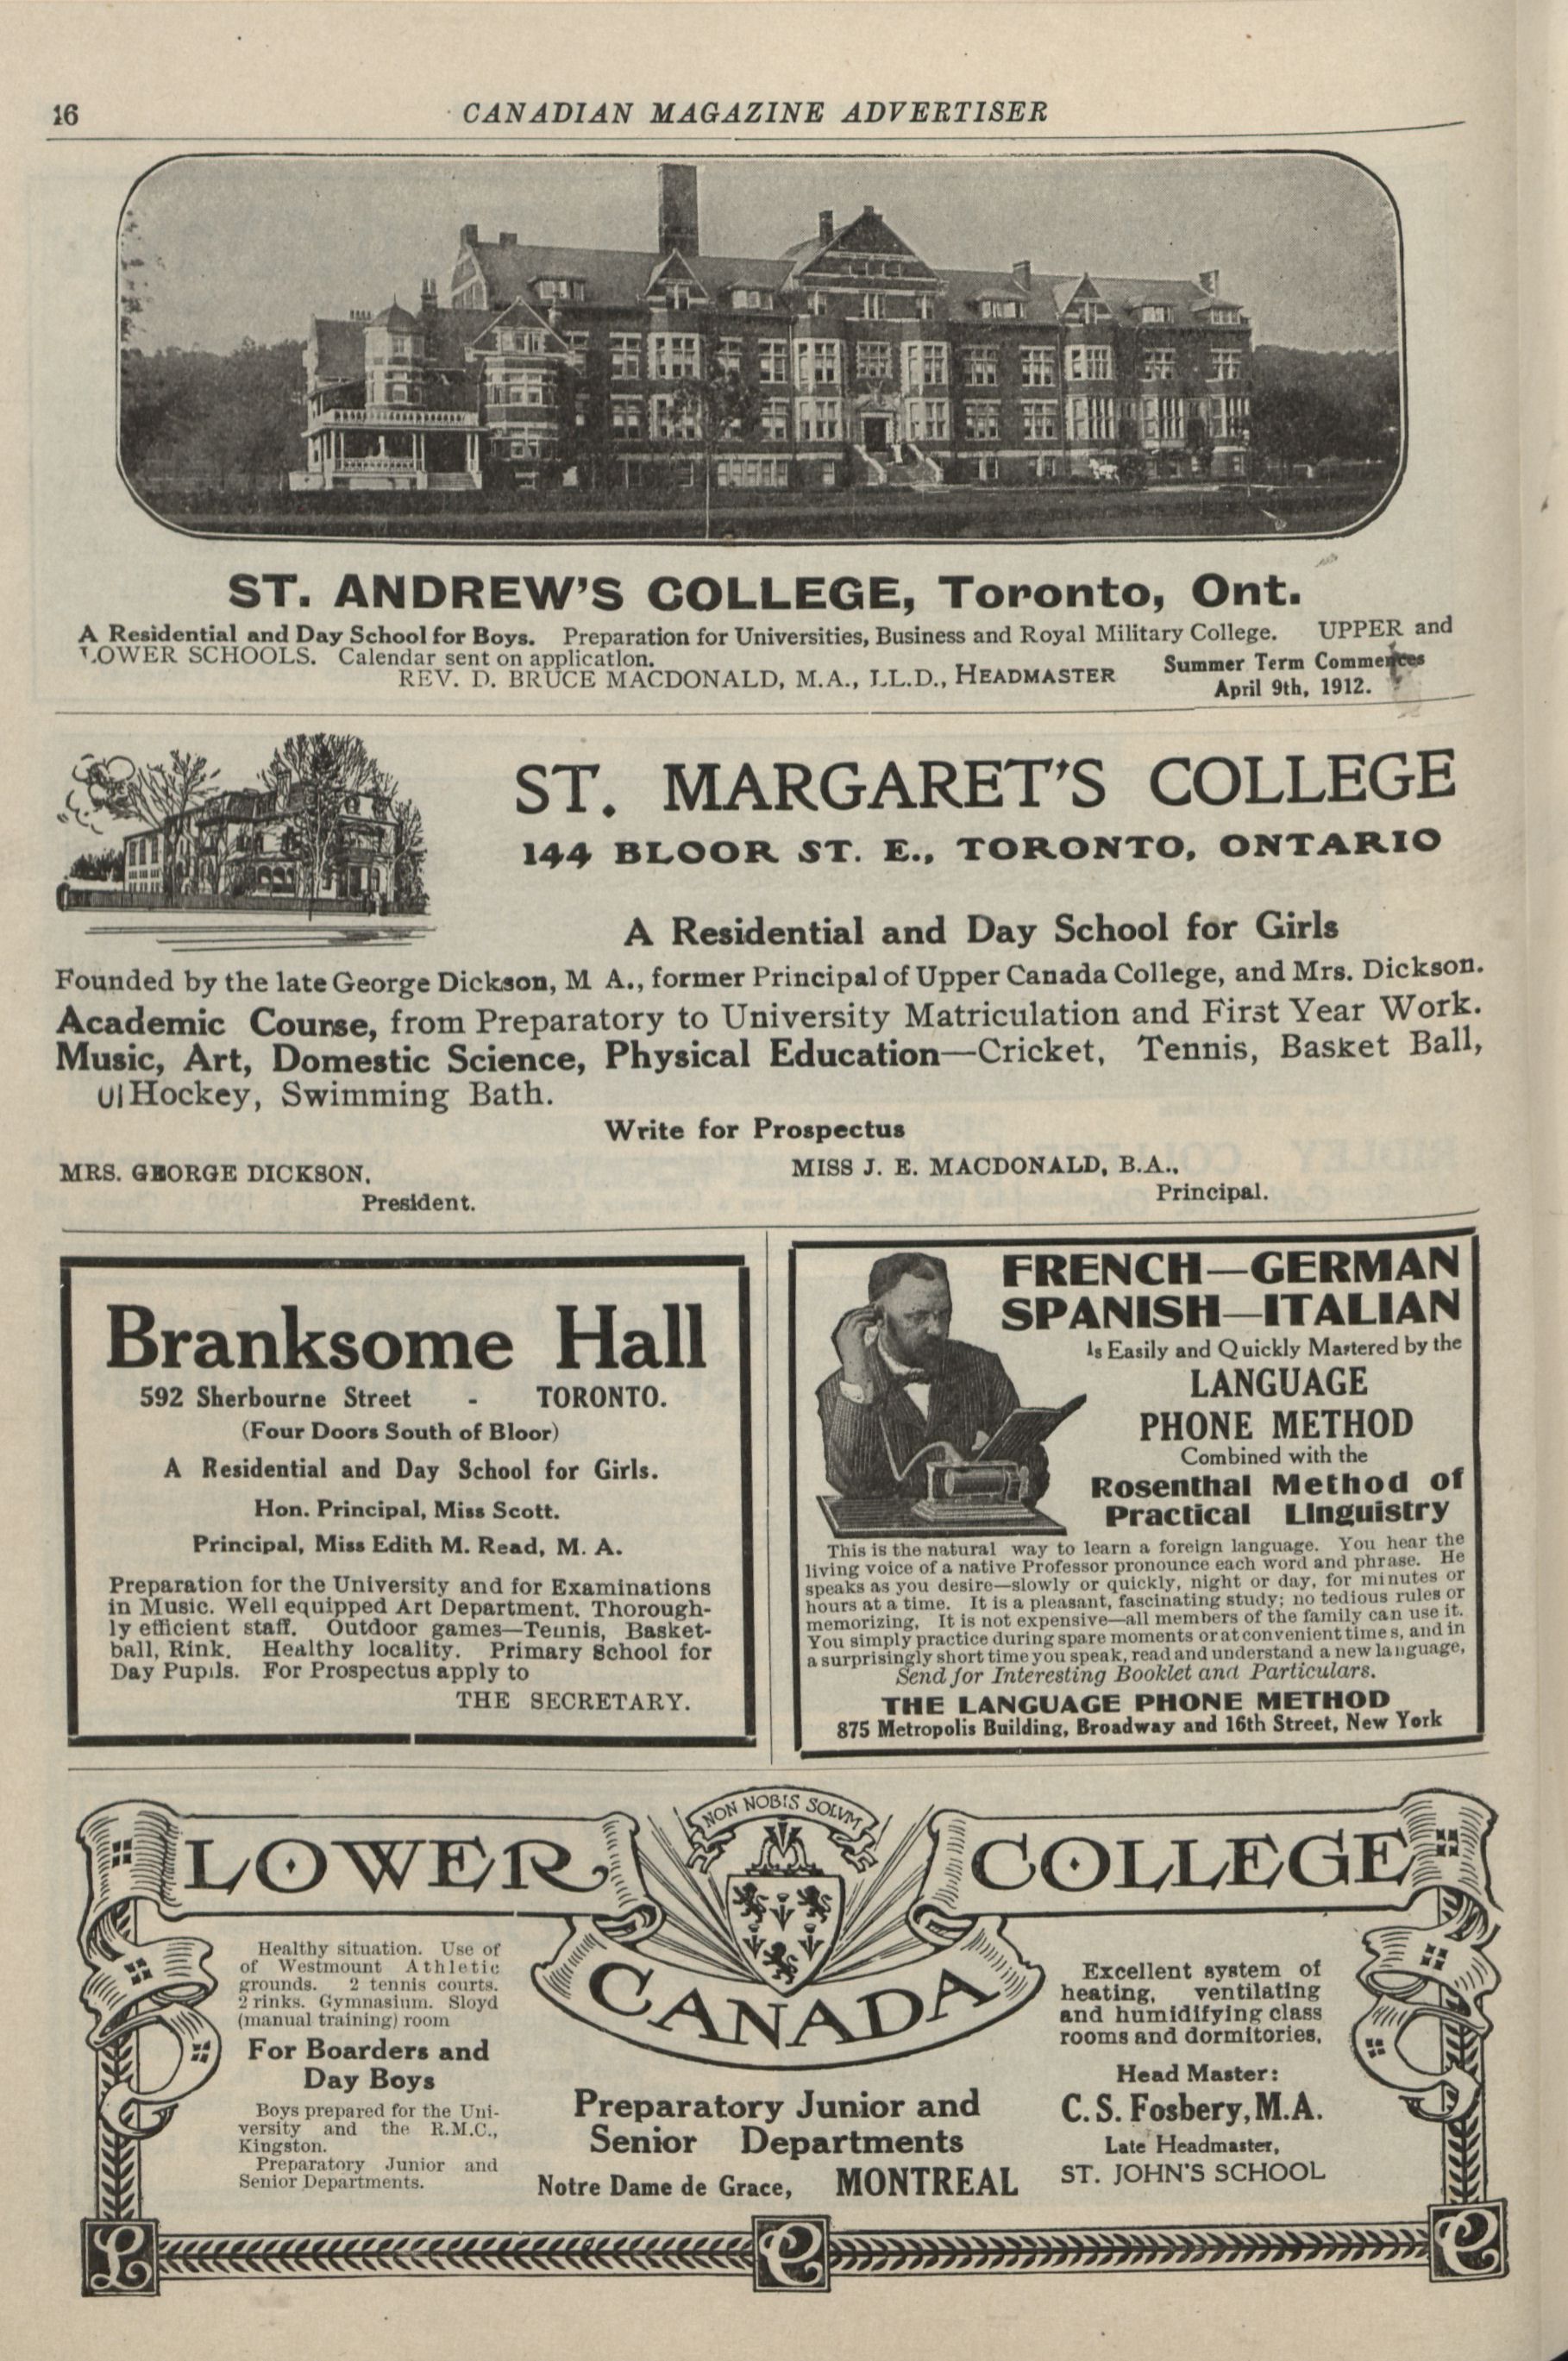 16
CANADIAN MAGAZINE ADVERTISER
ST. ANDREW'S COLLEGE, Toronto, Ont.
A Residential and Day School for Boys. Preparation for Universities, Business and Royal Military College. UPPER and
LOWER SCHOOLS. Calendar sent on application.
REV. D. BRUCE MACDONALD, M.A., LL.D., HEADMASTER
Summer Term Commences
April 9th, 1912.
ST. MARGARET'S COLLEGE
144 BLOOR ST. E., TORONTO, ONTARIO
A Residential and Day School for Girls
Founded by the late George Dickson, M A., former Principal of Upper Canada College, and Mrs. Dickson.
Academic Course, from Preparatory to University Matriculation and First Year Work.
Music, Art, Domestic Science, Physical Education—Cricket, Tennis, Basket Ball,
Hockey, Swimming Bath.
Write for Prospectus
MRS. GEORGE DICKSON,
President.
MISS J. E. MACDONALD, B.A.,
Principal.
Branksome Hall
592 Sherbourne Street - TORONTO.
(Four Doors South of Bloor)
A Residential and Day School for Girls.
Hon. Principal, Miss Scott.
Principal, Miss Edith M. Read, M. A.
Preparation for the University and for Examinations
in Music. Well equipped Art Department. Thorough-
ly efficient staff. Outdoor games—Tennis, Basket-
ball, Rink. Healthy locality. Primary School for
Day Pupils. For Prospectus apply to
THE SECRETARY.
FRENCH—GERMAN
SPANISH—ITALIAN
Is Easily and Quickly Mastered by the
LANGUAGE
PHONE METHOD
Combined with the
Rosenthal Method of
Practical Linguistry
This is the natural way to learn a foreign language. You hear the
living voice of a native Professor pronounce each word and phrase. He
speaks as you desire—slowly or quickly, night or day, for minutes or
hours at a time. It is a pleasant, fascinating study; no tedious rules or
memorizing. It is not expensive—all members of the family can use it.
You simply practice during spare moments or at convenient times, and in
a surprisingly short time you speak, read and understand a new language,
Send for Interesting Booklet and Particulars.
THE LANGUAGE PHONE METHOD
875 Metropolis Building, Broadway and 16th Street, New York
NON NOBIS SOLVM
LOWER
CANADA
COLLEGE
Healthy situation. Use of
of Westmount Athletic
grounds. 2 tennis courts.
2 rinks. Gymnasium. Sloyd
(manual training) room
For Boarders and
Day Boys
Boys prepared for the Uni-
versity and the R.M.C.,
Kingston.
Preparatory Junior and
Senior Departments.
Preparatory Junior and
Senior Departments
Notre Dame de Grace, MONTREAL
Excellent system of
heating, ventilating
and humidifying class
rooms and dormitories.
Head Master:
C. S. Fosbery, M.A.
Late Headmaster,
ST. JOHN'S SCHOOL
L C C